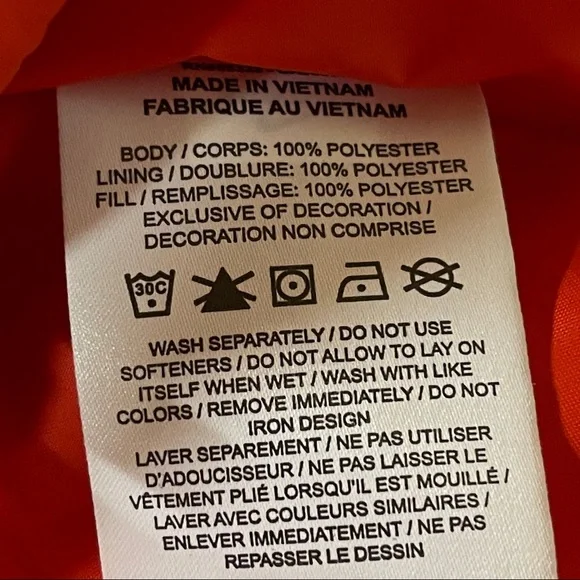 MADE IN VIETNAM
FABRIQUE AU VIETNAM
BODY / CORPS: 100% POLYESTER
LINING / DOUBLURE: 100% POLYESTER
FILL / REMPLISSAGE: 100% POLYESTER
EXCLUSIVE OF DECORATION /
DECORATION NON COMPRISE
30C
WASH SEPARATELY / DO NOT USE
SOFTENERS / DO NOT ALLOW TO LAY ON
ITSELF WHEN WET / WASH WITH LIKE
COLORS / REMOVE IMMEDIATELY / DO NOT
IRON DESIGN
LAVER SEPAREMENT / NE PAS UTILISER
D'ADOUCISSEUR / NE PAS LAISSER LE
VÊTEMENT PLIÉ LORSQU'IL EST MOUILLÉ /
LAVER AVEC COULEURS SIMILAIRES /
ENLEVER IMMEDIATEMENT / NE PAS
REPASSER LE DESSIN